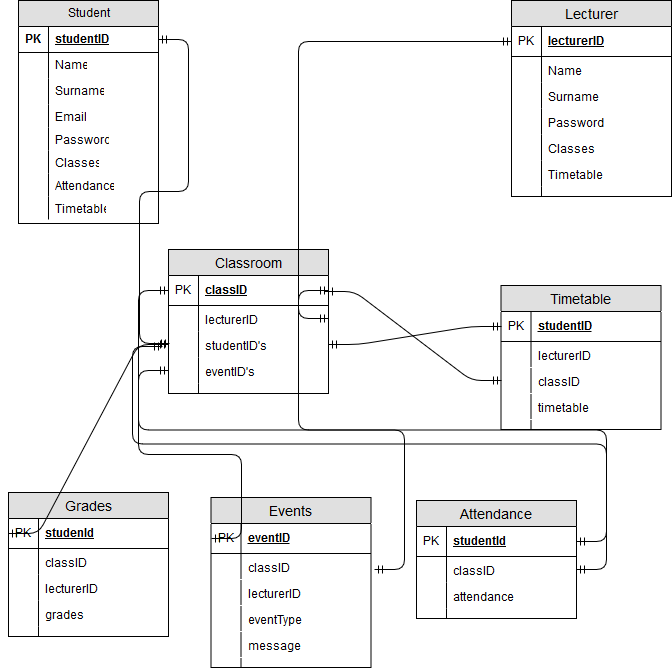 Student
PK studentID
Name
Surname
Email
Password
Classes
Attendance
Timetable
Lecturer
PK lecturerID
Name
Surname
Password
Classes
Timetable
Classroom
PK classID
lecturerID
studentID's
eventID's
Timetable
PK studentID
lecturerID
classID
timetable
Grades
PK studenId
classID
lecturerID
grades
Events
PK eventID
classID
lecturerID
eventType
message
Attendance
PK studentId
classID
attendance